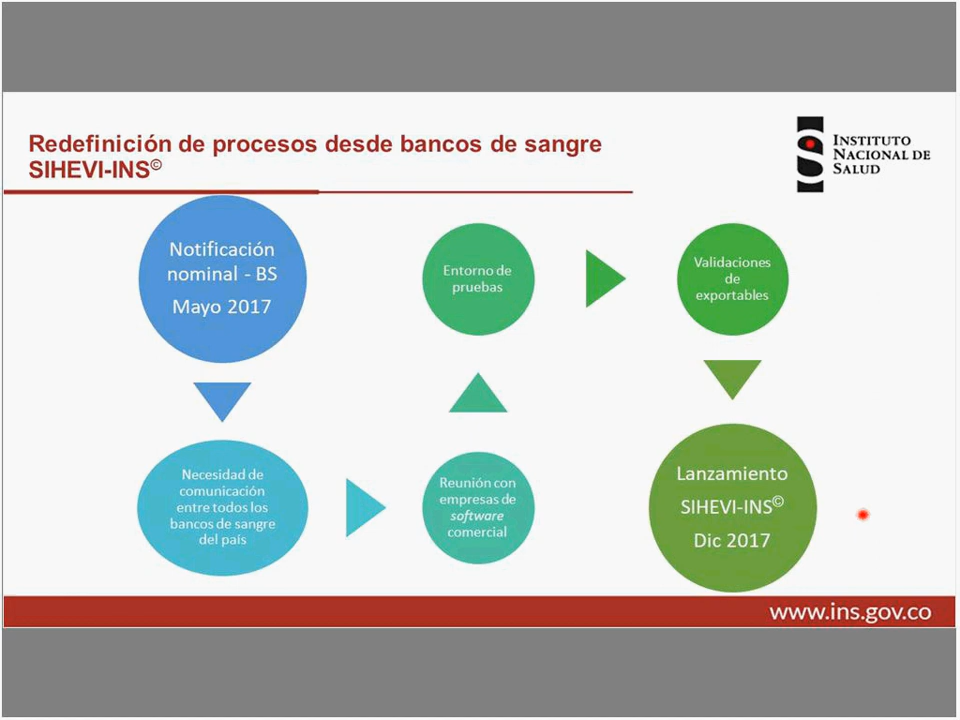 Redefinición de procesos desde bancos de sangre
SIHEVI-INS©
INSTITUTO
NACIONAL DE
SALUD
Notificación
nominal - BS
Mayo 2017
Necesidad de
comunicación
entre todos los
bancos de sangre
del país
Reunión con
empresas de
software
comercial
Entorno de
pruebas
Validaciones
de
exportables
Lanzamiento
SIHEVI-INS©
Dic 2017
www.ins.gov.co